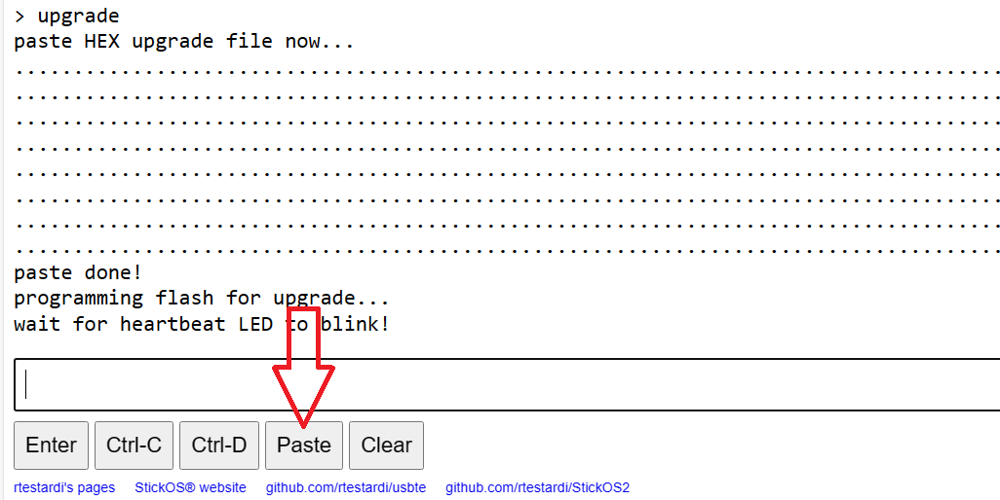 > upgrade
paste HEX upgrade file now...
....................................................................................
....................................................................................
....................................................................................
....................................................................................
....................................................................................
....................................................................................
....................................................................................
....................................................................................
paste done!
programming flash for upgrade...
wait for heartbeat LED to blink!
Enter Ctrl-C Ctrl-D Paste Clear
rtestardi's pages StickOS® website github.com/rtestardi/usbte github.com/rtestardi/StickOS2